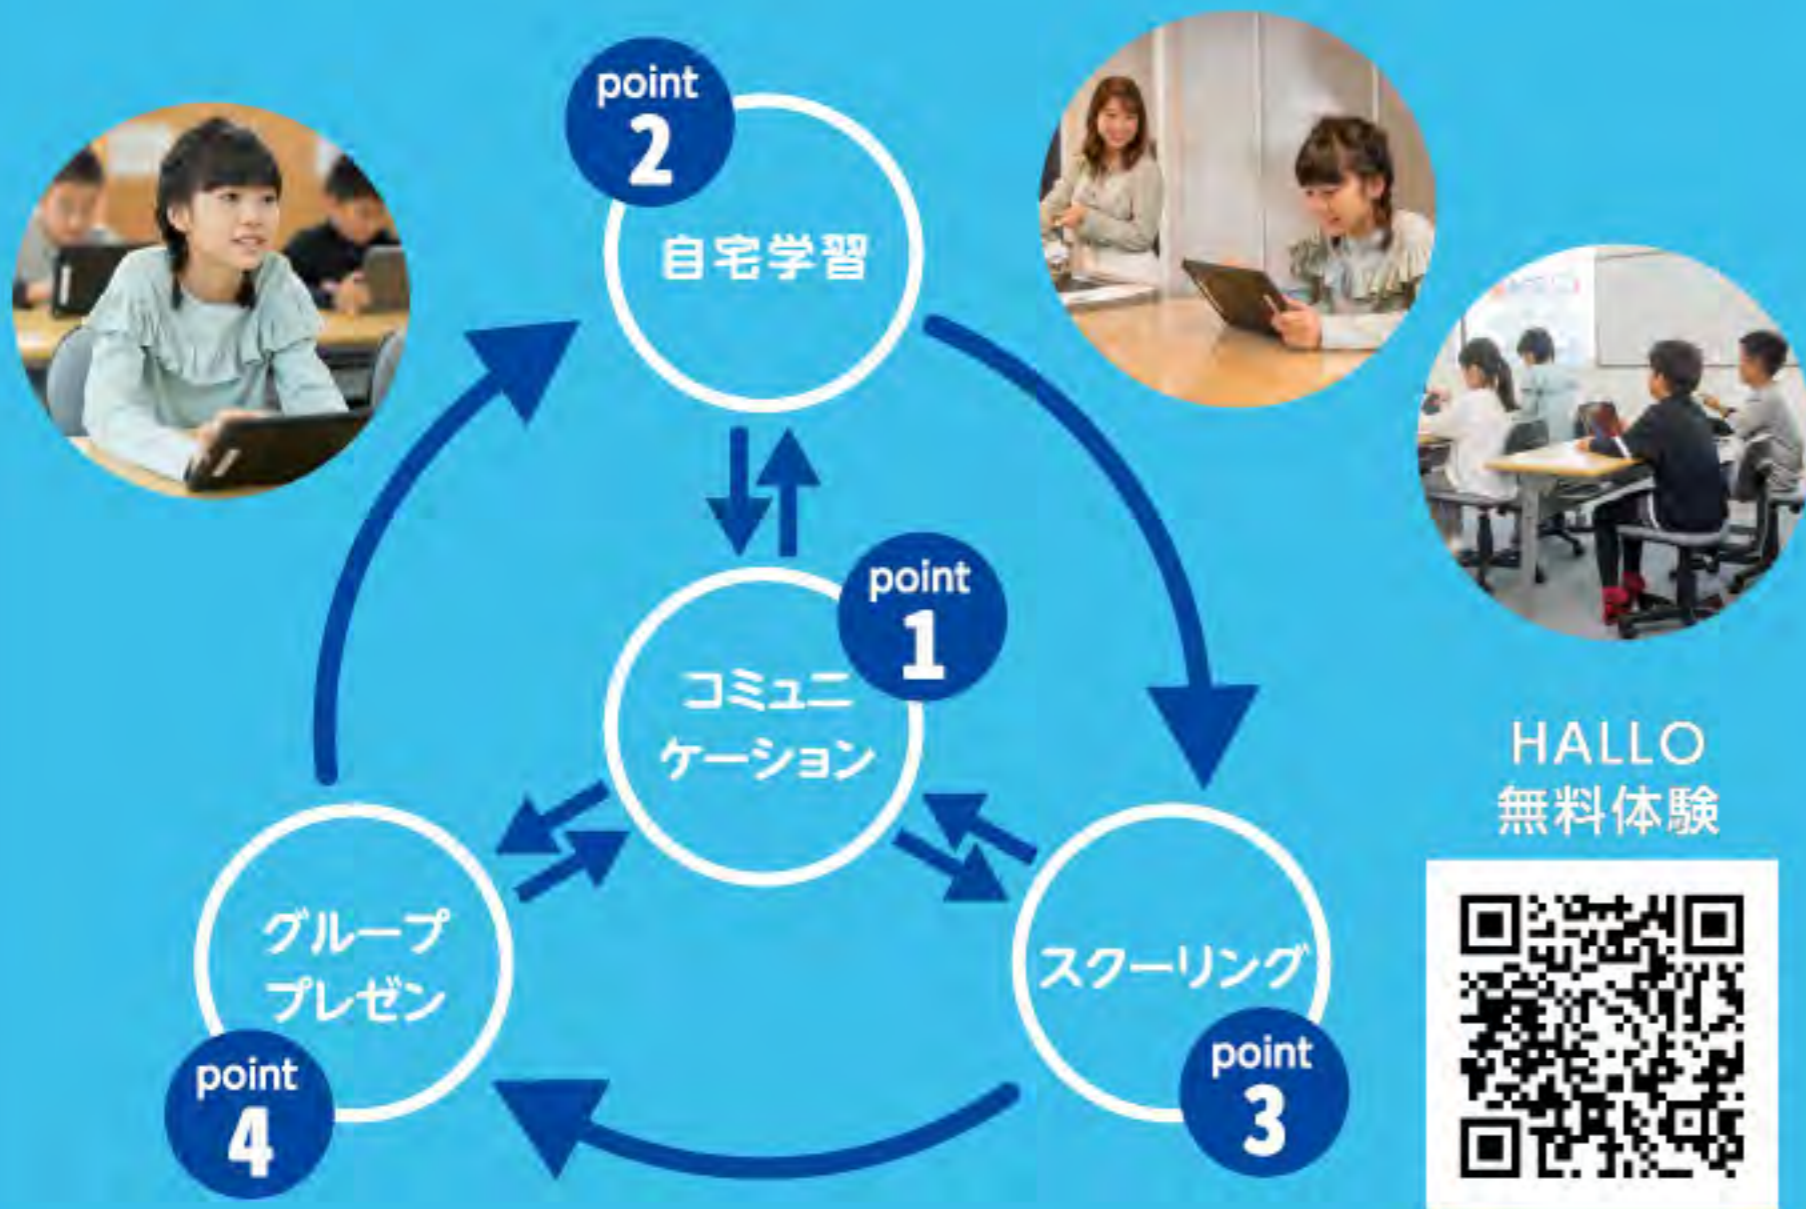 point
2
自宅学習
point
1
コミュニ
ケーション
グループ
プレゼン
point
4
スクーリング
point
3
HALLO
無料体験